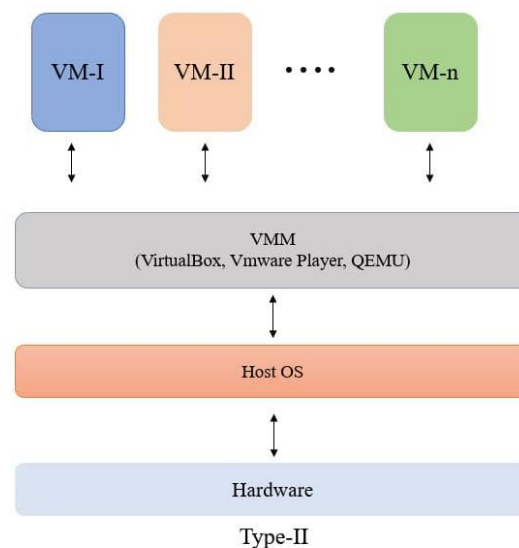 VM-I VM-II .... VM-n
VMM
(VirtualBox, Vmware Player, QEMU)
Host OS
Hardware
Type-II